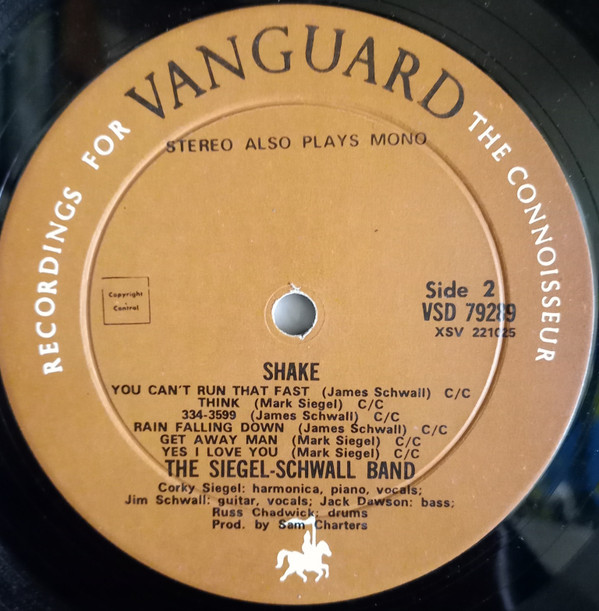 RECORDINGS FOR VANGUARD THE CONNOISSEUR
STEREO ALSO PLAYS MONO
Copyright
Control
Side 2
VSD 79289
XSV 221025
SHAKE
YOU CAN'T RUN THAT FAST (James Schwall) C/C
THINK (Mark Siegel) C/C
334-3599 (James Schwall) C/C
RAIN FALLING DOWN (James Schwall) C/C
GET AWAY MAN (Mark Siegel) C/C
YES I LOVE YOU (Mark Siegel) C/C
THE SIEGEL-SCHWALL BAND
Corky Siegel: harmonica, piano, vocals;
Jim Schwall: guitar, vocals; Jack Dawson: bass;
Russ Chadwick: drums
Prod. by Sam Charters